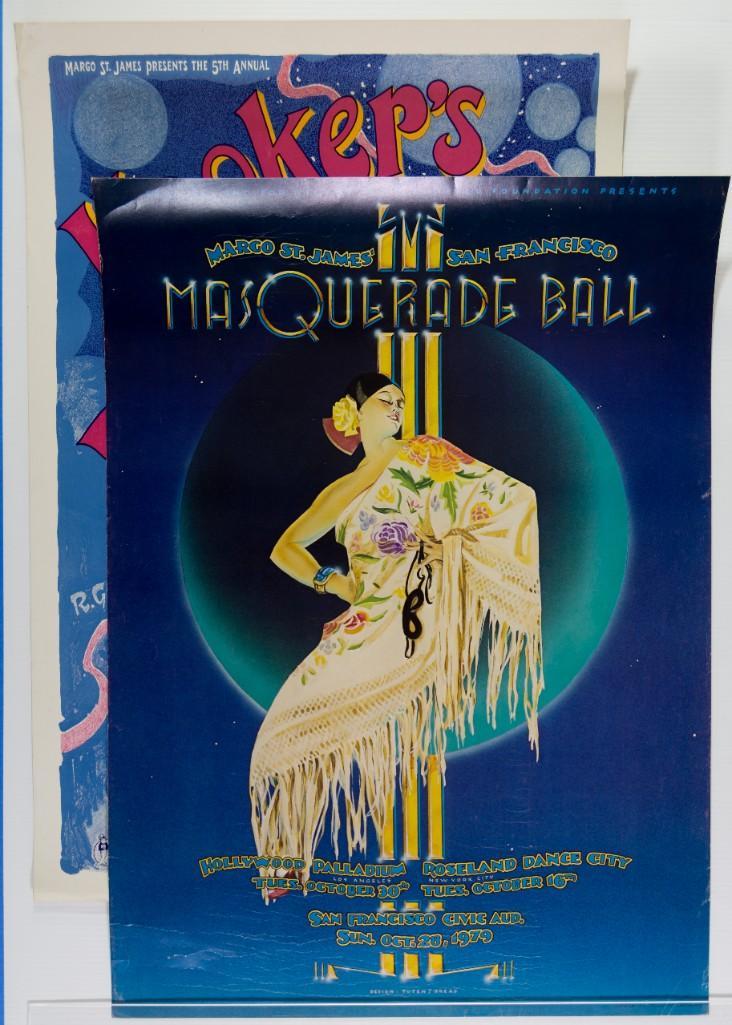 MARGO ST. JAMES PRESENTS THE 5TH ANNUAL
HOOKER'S
R.C
FOUNDATION PRESENTS
MARGO ST. JAMES' SAN FRANCISCO
MASQUERADE BALL
HOLLYWOOD PALLADIUM ROSELAND DANCE CITY
LOS ANGELES NEW YORK CITY
TUES. OCTOBER 30TH TUES. OCTOBER 16TH
SAN FRANCISCO CIVIC AUD.
SUN. OCT. 28, 1979